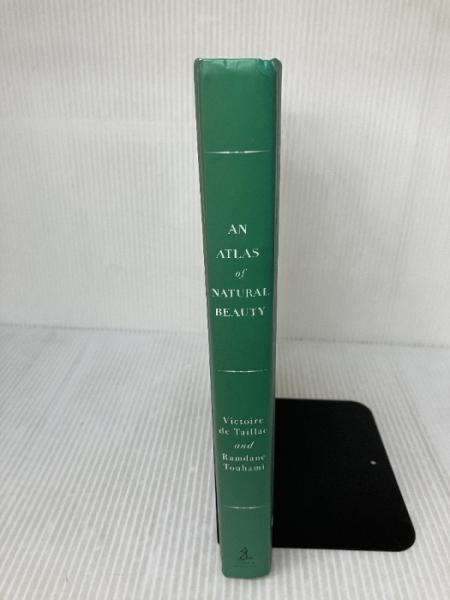 AN
ATLAS
of
NATURAL
BEAUTY
Victoire
de Taillac
and
Ramdane
Touhami